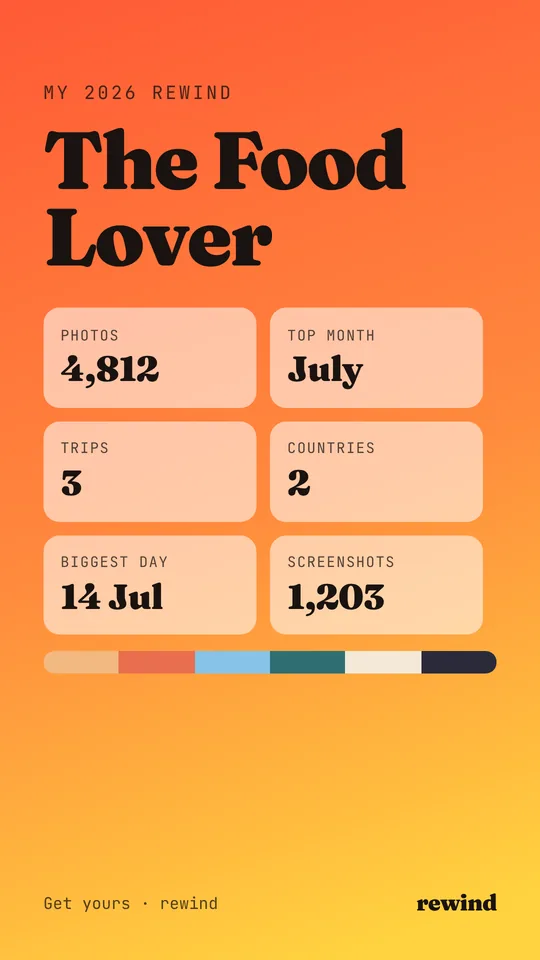 MY 2026 REWIND
The Food
Lover
PHOTOS
4,812
TOP MONTH
July
TRIPS
3
COUNTRIES
2
BIGGEST DAY
14 Jul
SCREENSHOTS
1,203
Get yours · rewind
rewind